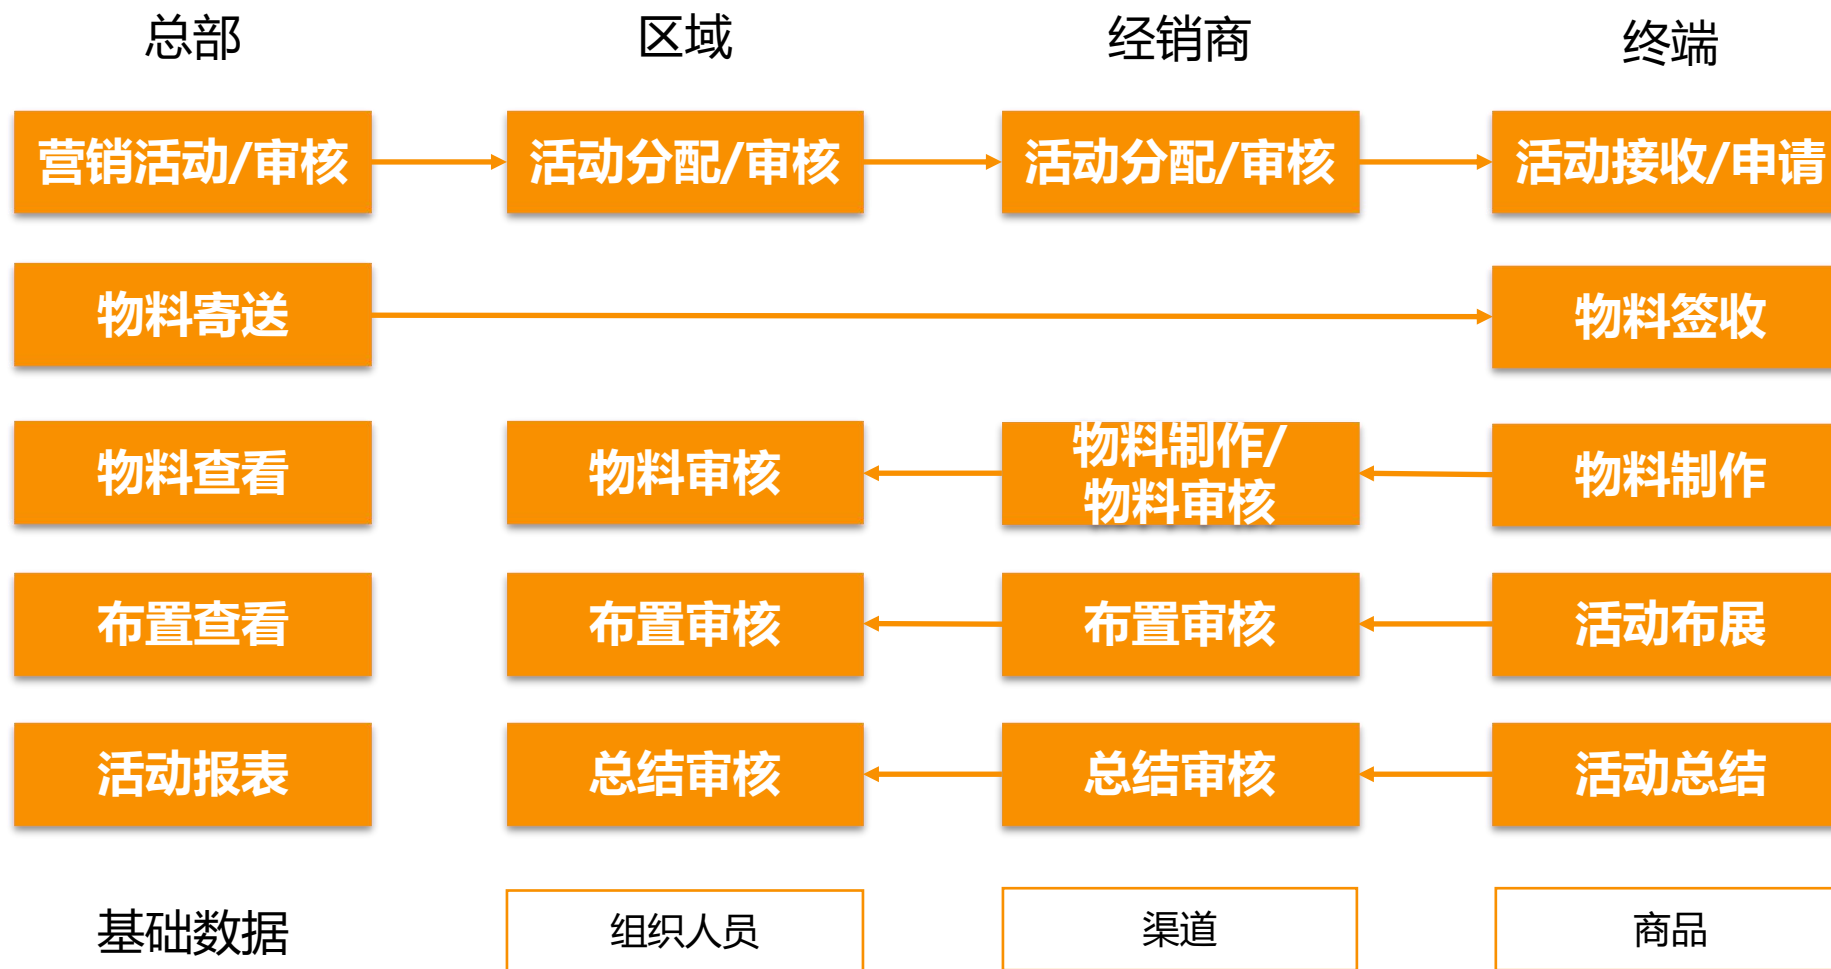 总部
区域
经销商
终端
营销活动/审核
活动分配/审核
活动分配/审核
活动接收/申请
物料寄送
物料签收
物料查看
物料审核
物料制作/
物料审核
物料制作
布置查看
布置审核
布置审核
活动布展
活动报表
总结审核
总结审核
活动总结
基础数据
组织人员
渠道
商品